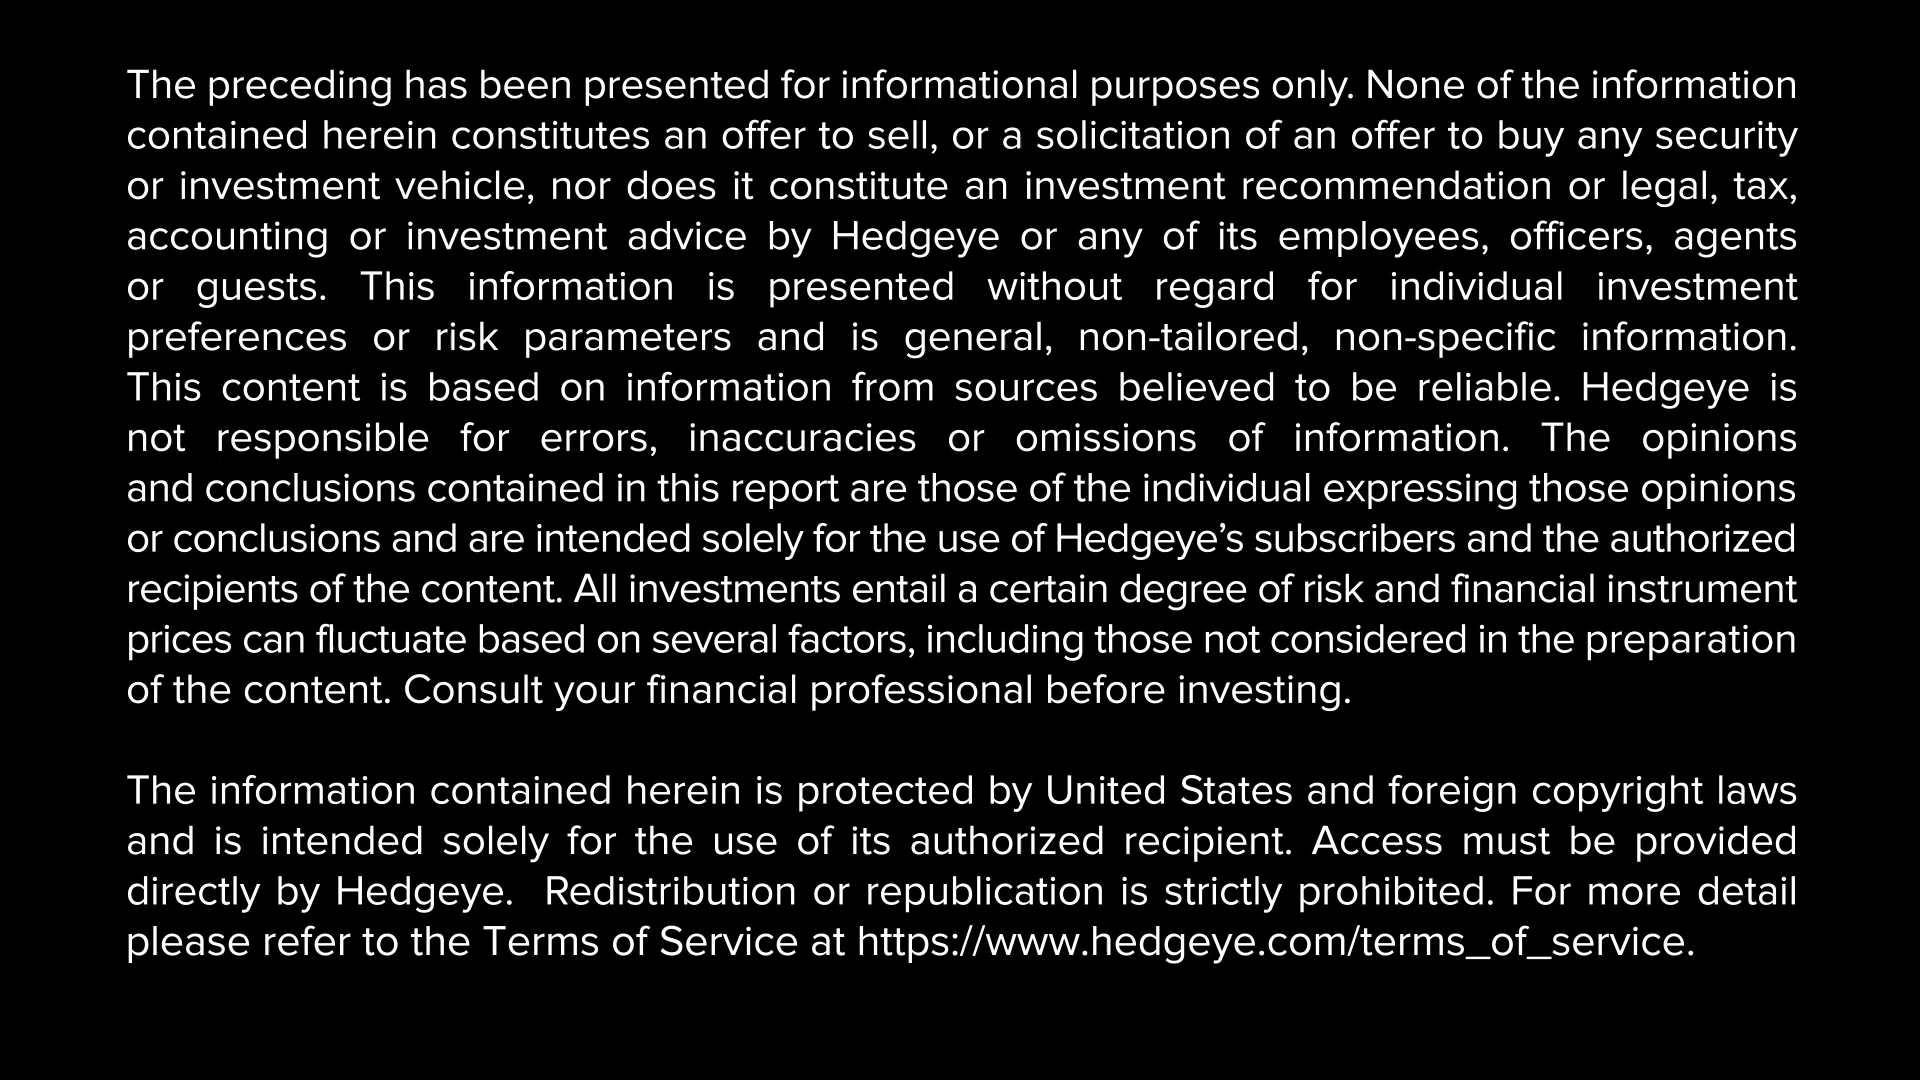 The preceding has been presented for informational purposes only. None of the information
contained herein constitutes an offer to sell, or a solicitation of an offer to buy any security
or investment vehicle, nor does it constitute an investment recommendation or legal, tax,
accounting or investment advice by Hedgeye or any of its employees, officers, agents
or guests. This information is presented without regard for individual investment
preferences or risk parameters and is general, non-tailored, non-specific information.
This content is based on information from sources believed to be reliable. Hedgeye is
not responsible for errors, inaccuracies or omissions of information. The opinions
and conclusions contained in this report are those of the individual expressing those opinions
or conclusions and are intended solely for the use of Hedgeye’s subscribers and the authorized
recipients of the content. All investments entail a certain degree of risk and financial instrument
prices can fluctuate based on several factors, including those not considered in the preparation
of the content. Consult your financial professional before investing.

The information contained herein is protected by United States and foreign copyright laws
and is intended solely for the use of its authorized recipient. Access must be provided
directly by Hedgeye.  Redistribution or republication is strictly prohibited. For more detail
please refer to the Terms of Service at https://www.hedgeye.com/terms_of_service.